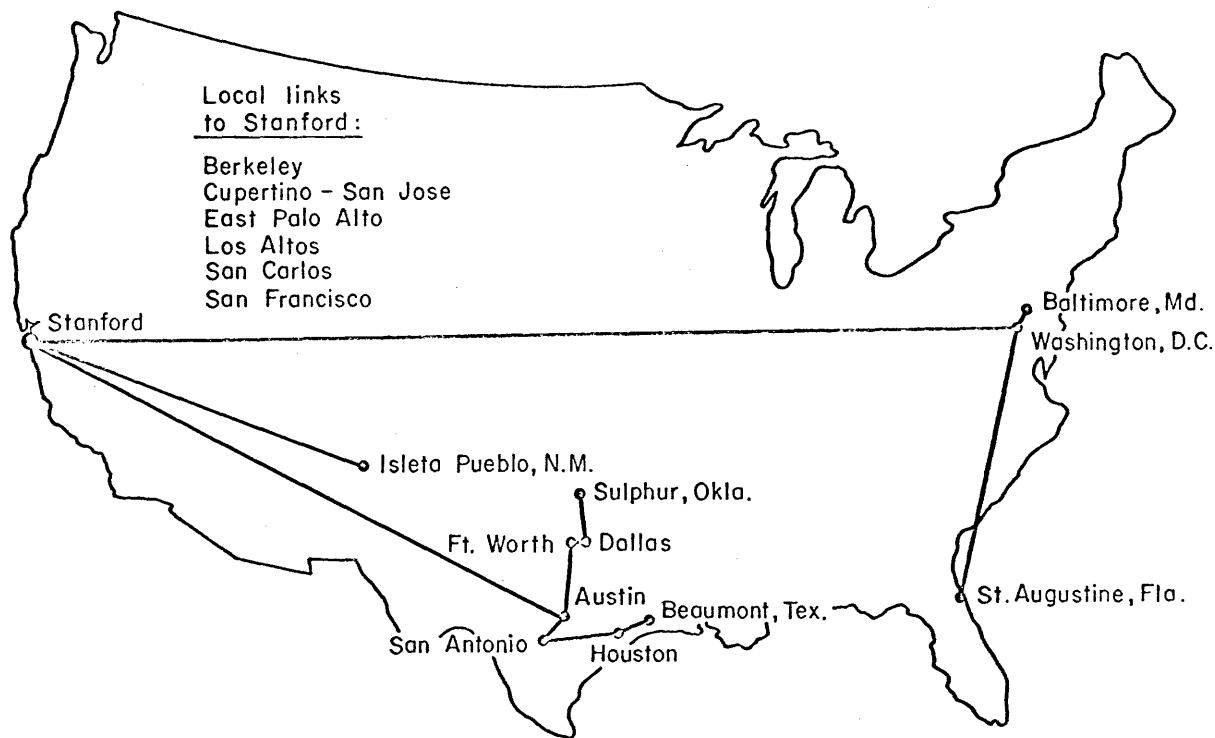 Local links
to Stanford:
Berkeley
Cupertino - San Jose
East Palo Alto
Los Altos
San Carlos
San Francisco
Stanford
Baltimore, Md.
Washington, D.C.
Isleta Pueblo, N.M.
Sulphur, Okla.
Ft. Worth
Dallas
Austin
Beaumont, Tex.
St. Augustine, Fla.
San Antonio
Houston